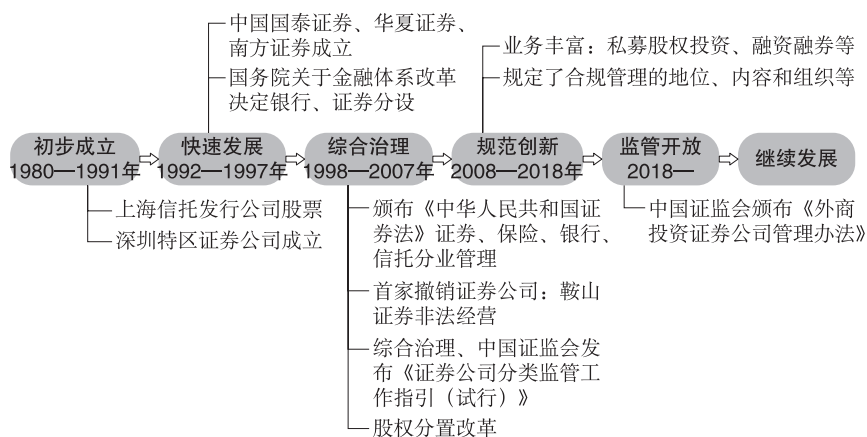 中国国泰证券、华夏证券、
南方证券成立
国务院关于金融体系改革
决定银行、证券分设
业务丰富：私募股权投资、融资融券等
规定了合规管理的地位、内容和组织等
初步成立
1980—1991年
快速发展
1992—1997年
综合治理
1998—2007年
规范创新
2008—2018年
监管开放
2018—
继续发展
上海信托发行公司股票
深圳特区证券公司成立
颁布《中华人民共和国证
券法》证券、保险、银行、
信托分业管理
首家撤销证券公司：鞍山
证券非法经营
综合治理、中国证监会发
布《证券公司分类监管工
作指引（试行）》
股权分置改革
中国证监会颁布《外商
投资证券公司管理办法》